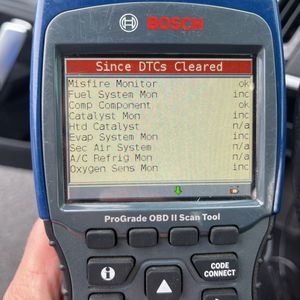 BOSCH
Since DTCs Cleared
Misfire Monitor ok
Fuel System Mon inc
Comp Component ok
Catalyst Mon inc
Htd Catalyst n/a
Evap System Mon inc
Sec Air System n/a
A/C Refrig Mon n/a
Oxygen Sens Mon inc
ProGrade OBD II Scan Tool
CODE
CONNECT